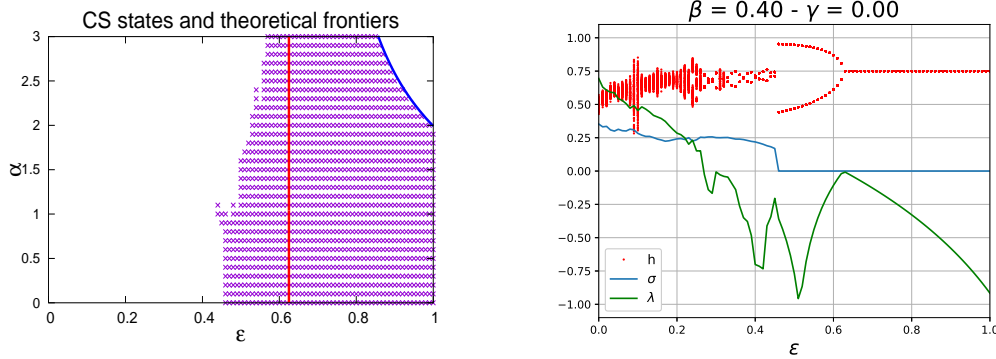 CS states and theoretical frontiers
3
2.5
2
1.5
1
0.5
0
α
0 0.2 0.4 0.6 0.8 1
ε
β = 0.40 - γ = 0.00
1.00
0.75
0.50
0.25
0.00
−0.25
−0.50
−0.75
−1.00
h
σ
λ
0.0 0.2 0.4 0.6 0.8 1.0
ε